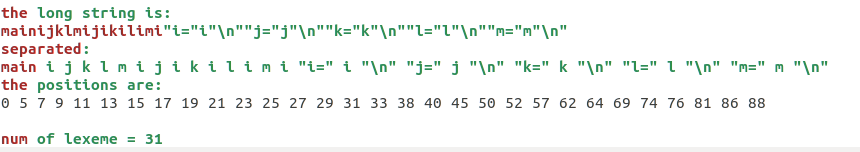 the long string is:
mainijklmijikilimi"i="i"\n""j="j"\n""k="k"\n""l="l"\n""m="m"\n"
separated:
main i j k l m i j i k i l i m i "i=" i "\n" "j=" j "\n" "k=" k "\n" "l=" l "\n" "m=" m "\n"
the positions are:
0 5 7 9 11 13 15 17 19 21 23 25 27 29 31 33 38 40 45 50 52 57 62 64 69 74 76 81 86 88
num of lexeme = 31